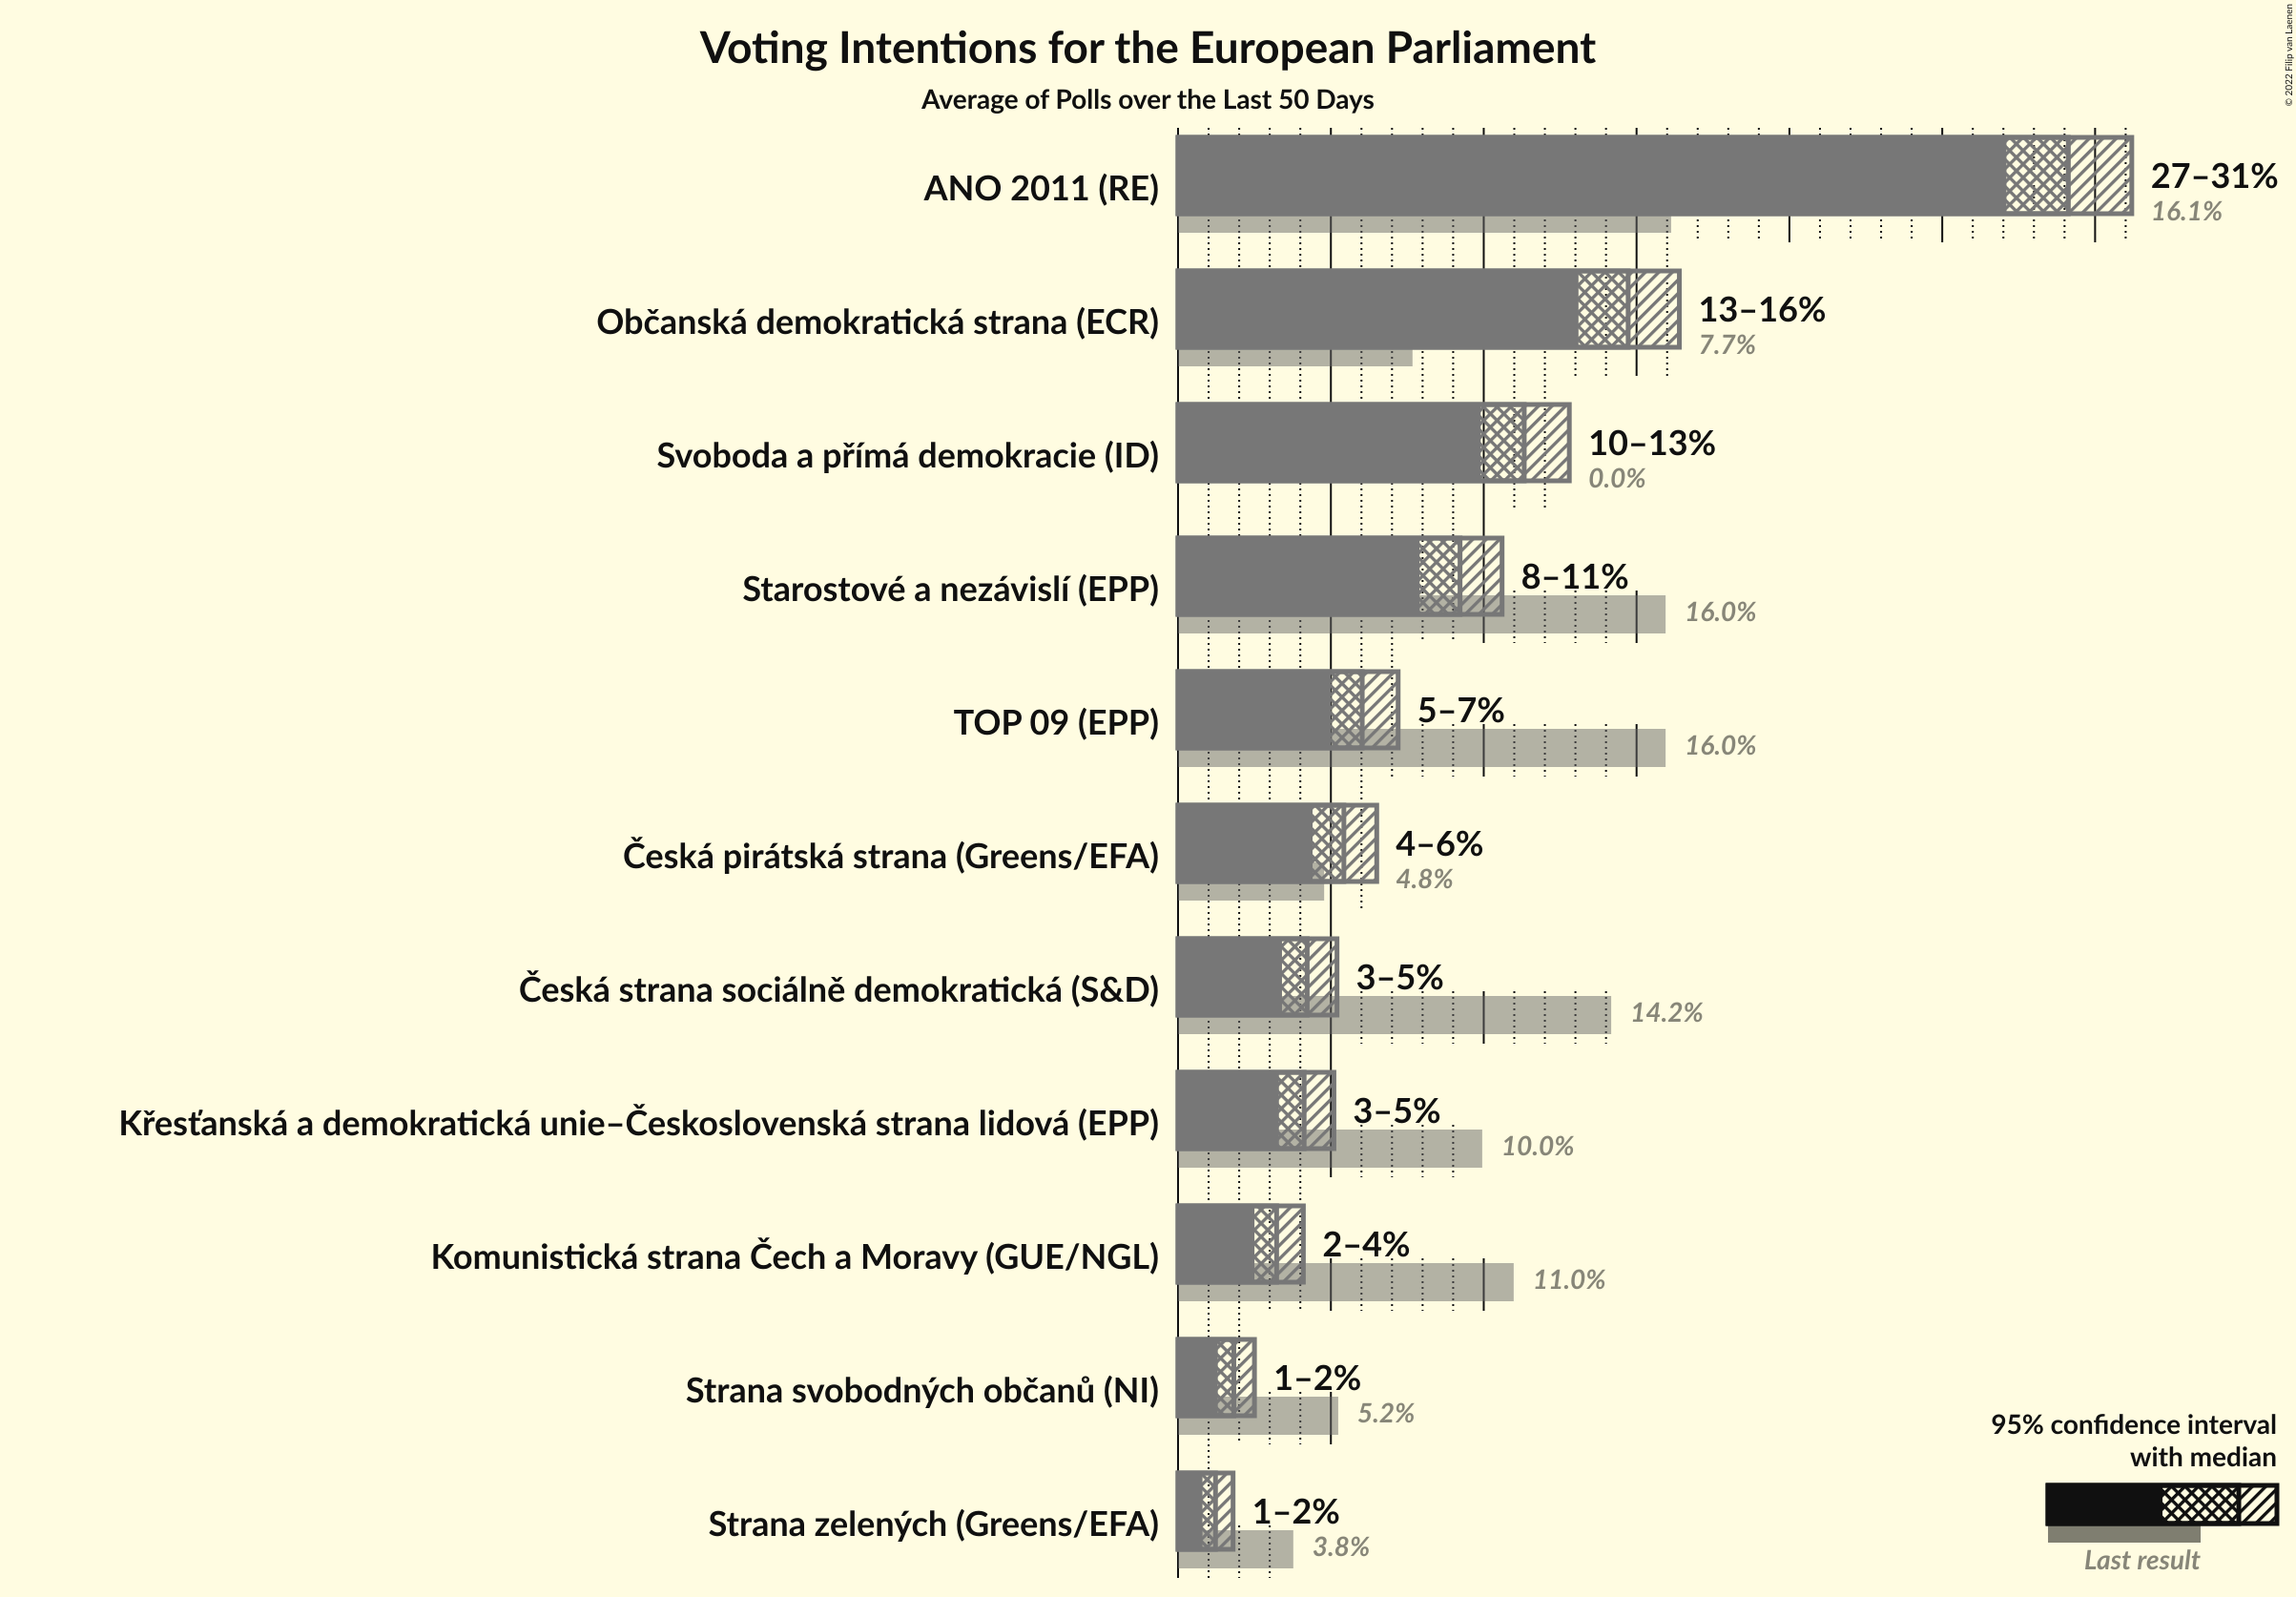 Voting Intentions for the European Parliament
Average of Polls over the Last 50 Days
© 2022 Filip van Laenen
ANO 2011 (RE)
27–31%
16.1%
Občanská demokratická strana (ECR)
13–16%
7.7%
Svoboda a přímá demokracie (ID)
10–13%
0.0%
Starostové a nezávislí (EPP)
8–11%
16.0%
TOP 09 (EPP)
5–7%
16.0%
Česká pirátská strana (Greens/EFA)
4–6%
4.8%
Česká strana sociálně demokratická (S&D)
3–5%
14.2%
Křesťanská a demokratická unie–Československá strana lidová (EPP)
3–5%
10.0%
Komunistická strana Čech a Moravy (GUE/NGL)
2–4%
11.0%
Strana svobodných občanů (NI)
1–2%
5.2%
Strana zelených (Greens/EFA)
1–2%
3.8%
95% confidence interval
with median
Last result